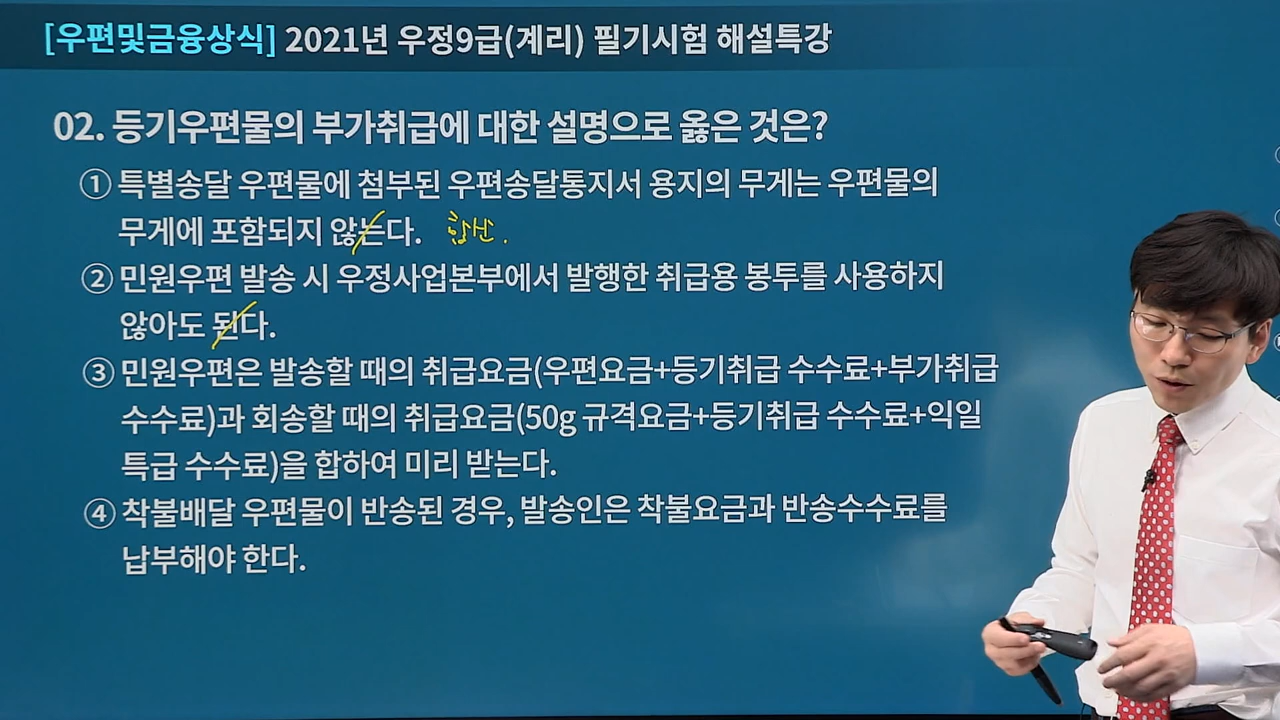 [우편및금융상식] 2021년 우정9급(계리) 필기시험 해설특강
02. 등기우편물의 부가취급에 대한 설명으로 옳은 것은?
① 특별송달 우편물에 첨부된 우편송달통지서 용지의 무게는 우편물의
무게에 포함되지 않는다. 합산.
② 민원우편 발송 시 우정사업본부에서 발행한 취급용 봉투를 사용하지
않아도 된다.
③ 민원우편은 발송할 때의 취급요금(우편요금+등기취급 수수료+부가취급
수수료)과 회송할 때의 취급요금(50g 규격요금+등기취급 수수료+익일
특급 수수료)을 합하여 미리 받는다.
④ 착불배달 우편물이 반송된 경우, 발송인은 착불요금과 반송수수료를
납부해야 한다.